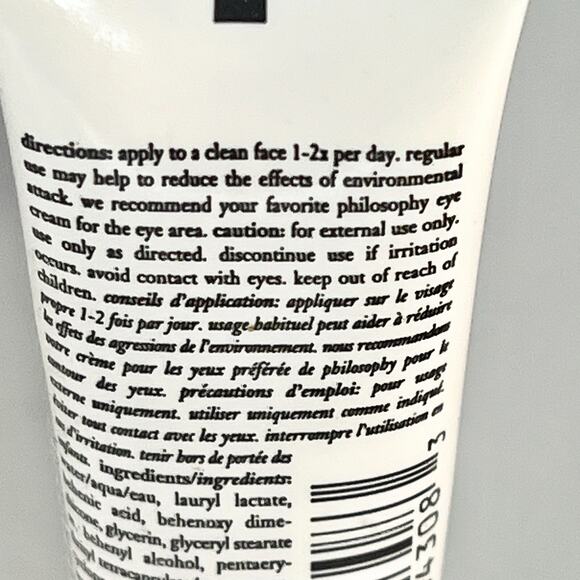 directions: apply to a clean face 1-2x per day. regular
use may help to reduce the effects of environmental
attack. we recommend your favorite philosophy eye
cream for the eye area. caution: for external use only.
use only as directed. discontinue use if irritation
occurs. avoid contact with eyes. keep out of reach of
children. conseils d'application: appliquer sur le visage
propre 1-2 fois par jour. usage habituel peut aider à réduire
les effets des agressions de l'environnement. nous recommandons
votre crème pour les yeux préférée de philosophy pour le
contour des yeux. précautions d'emploi: pour usage
externe uniquement. utiliser uniquement comme indiqué.
éviter tout contact avec les yeux. interrompre l'utilisation en
cas d'irritation. tenir hors de portée des
enfants. ingredients/ingredients:
water/aqua/eau, lauryl lactate,
behenic acid, behenoxy dime-
glycerin, glyceryl stearate
behenyl alcohol, pentaery-
4308 3